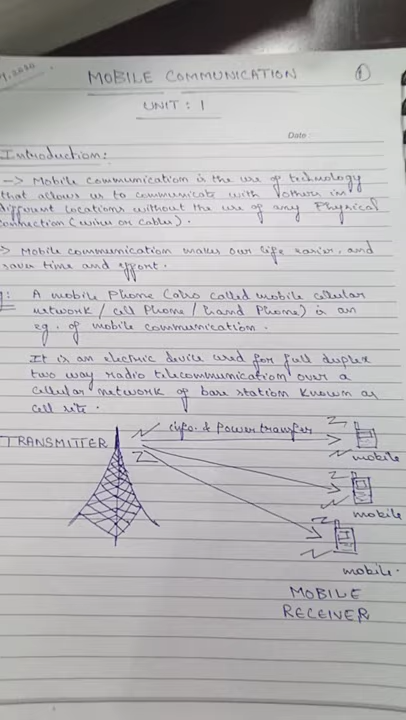 2020
MOBILE COMMUNICATION
1
UNIT : 1
Date :
Introduction :
-> Mobile communication is the use of technology
that allows us to communicate with others in
different locations without the use of any Physical
connection (wires or cables).
> Mobile communication makes our life easier, and
saves time and effort.
g: A mobile Phone (also called mobile cellular
network / cell Phone / hand Phone) is an
eg. of mobile communication.
It is an electric device used for full duplex
two way radio telecommunication over a
cellular network of base station known as
cell site.
info. & power transfer
TRANSMITTER
mobile
mobile
mobile.
MOBILE
RECEIVER